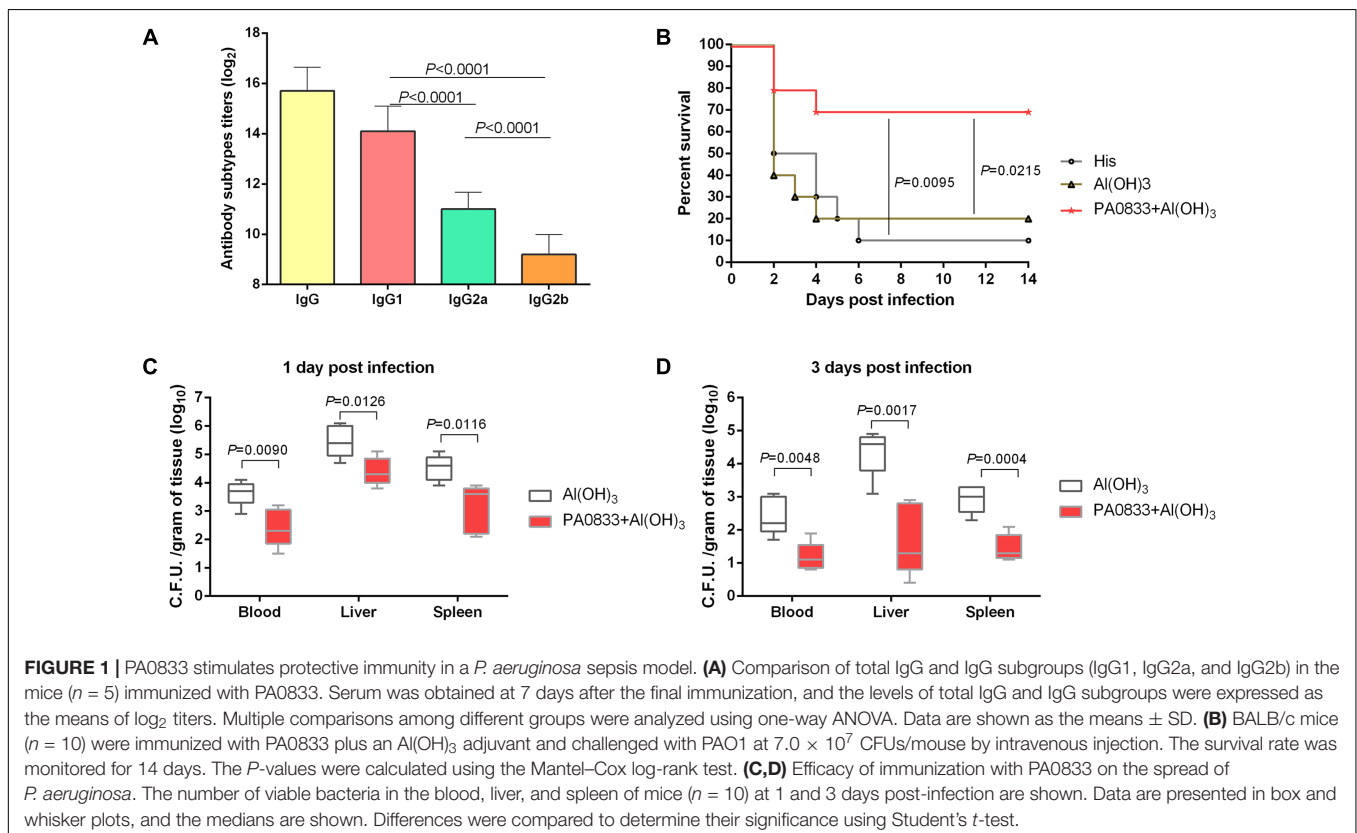 A
Antibody subtypes titers (log2)
16
14
12
10
8
18
P<0.0001
P<0.0001
P<0.0001
IgG
IgG1
IgG2a
IgG2b
B
Percent survival
100
90
80
70
60
50
40
30
20
10
0
P=0.0095
P=0.0215
0
2
4
6
8
10
12
14
Days post infection
His
Al(OH)3
PA0833+Al(OH)3
C
1 day post infection
C.F.U./gram of tissue (log10)
7
6
5
4
3
2
1
0
P=0.0090
P=0.0126
P=0.0116
Blood
Liver
Spleen
Al(OH)3
PA0833+Al(OH)3
D
3 days post infection
C.F.U./gram of tissue (log10)
6
5
4
3
2
1
0
P=0.0048
P=0.0017
P=0.0004
Blood
Liver
Spleen
Al(OH)3
PA0833+Al(OH)3
FIGURE 1 | PA0833 stimulates protective immunity in a P. aeruginosa sepsis model. (A) Comparison of total IgG and IgG subgroups (IgG1, IgG2a, and IgG2b) in the
mice (n = 5) immunized with PA0833. Serum was obtained at 7 days after the final immunization, and the levels of total IgG and IgG subgroups were expressed as
the means of log2 titers. Multiple comparisons among different groups were analyzed using one-way ANOVA. Data are shown as the means ± SD. (B) BALB/c mice
(n = 10) were immunized with PA0833 plus an Al(OH)3 adjuvant and challenged with PAO1 at 7.0 × 10⁷ CFUs/mouse by intravenous injection. The survival rate was
monitored for 14 days. The P-values were calculated using the Mantel–Cox log-rank test. (C,D) Efficacy of immunization with PA0833 on the spread of
P. aeruginosa. The number of viable bacteria in the blood, liver, and spleen of mice (n = 10) at 1 and 3 days post-infection are shown. Data are presented in box and
whisker plots, and the medians are shown. Differences were compared to determine their significance using Student's t-test.